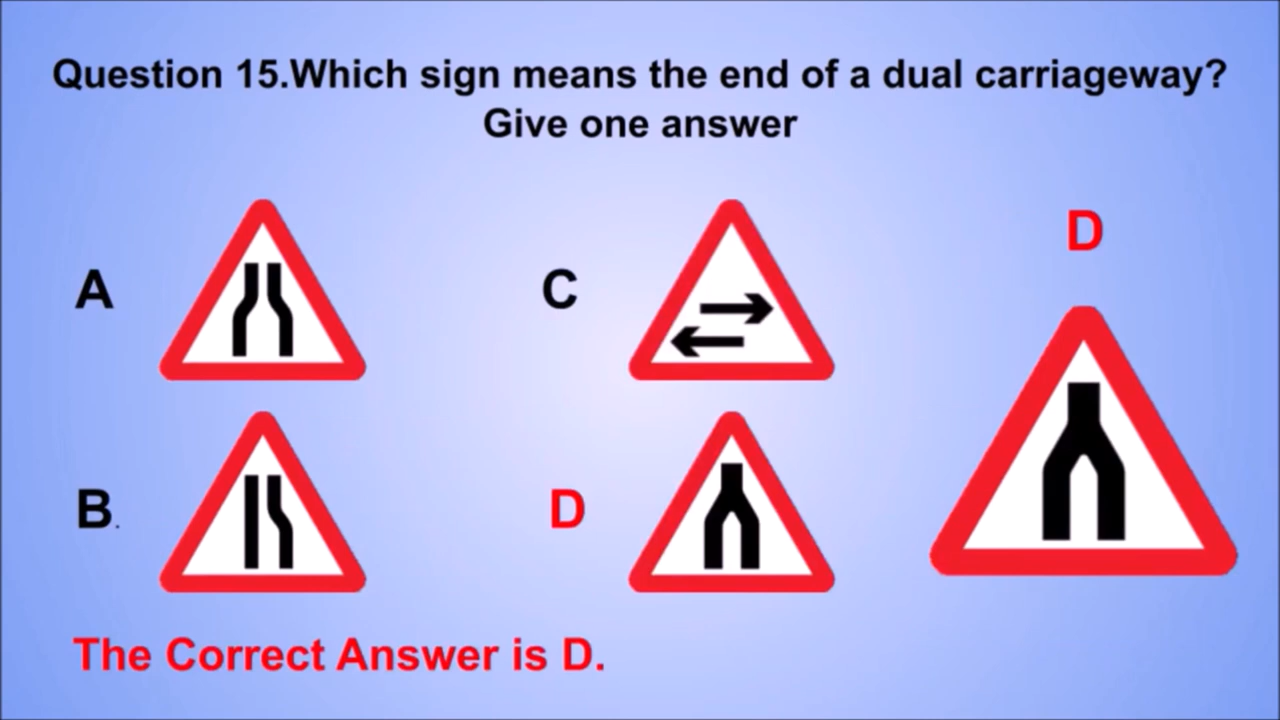 Question 15.Which sign means the end of a dual carriageway?
Give one answer
A
C
D
B.
D
The Correct Answer is D.